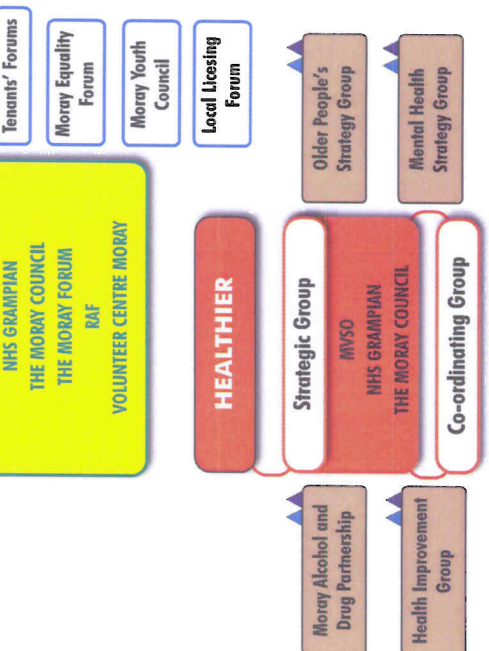 NHS GRAMPIAN
THE MORAY COUNCIL
THE MORAY FORUM
RAF
VOLUNTEER CENTRE MORAY
Tenants' Forums
Moray Equality
Forum
Moray Youth
Council
Local Licesing
Forum
HEALTHIER
Strategic Group
MVSO
NHS GRAMPIAN
THE MORAY COUNCIL
Co-ordinating Group
Moray Alcohol and
Drug Partnership
Older People's
Strategy Group
Health Improvement
Group
Mental Health
Strategy Group